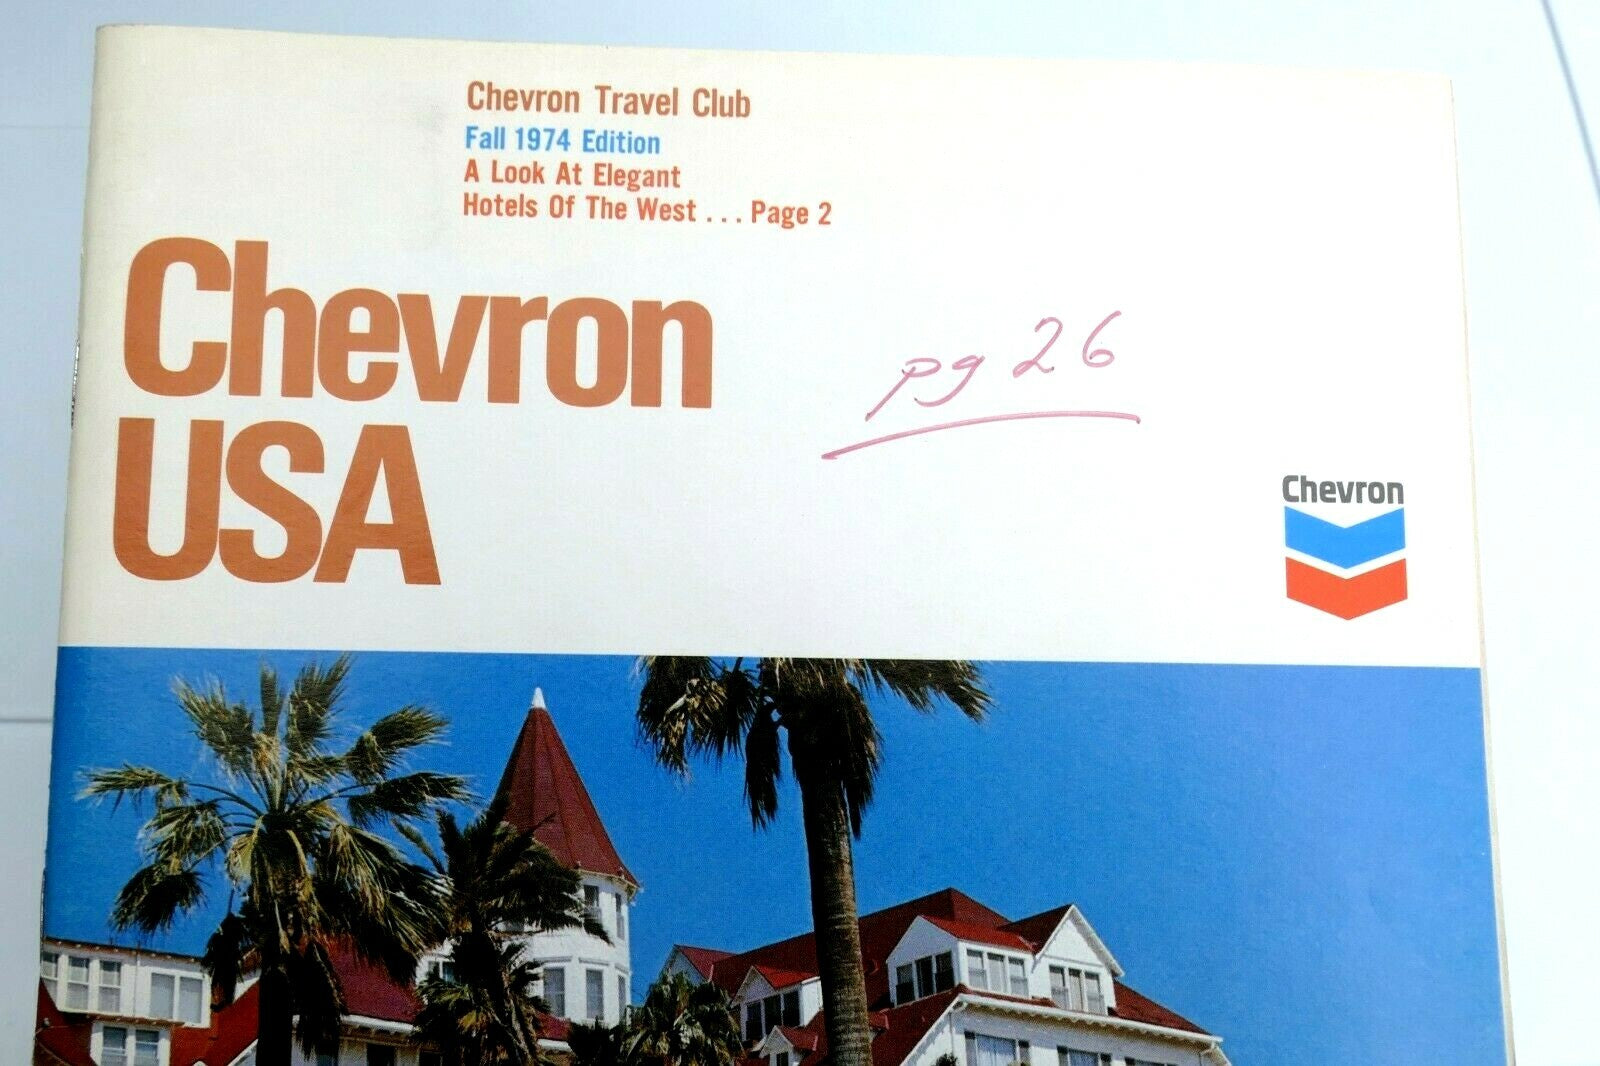 Chevron Travel Club
Fall 1974 Edition
A Look At Elegant
Hotels Of The West . . . Page 2
Chevron
USA
pg 26
Chevron